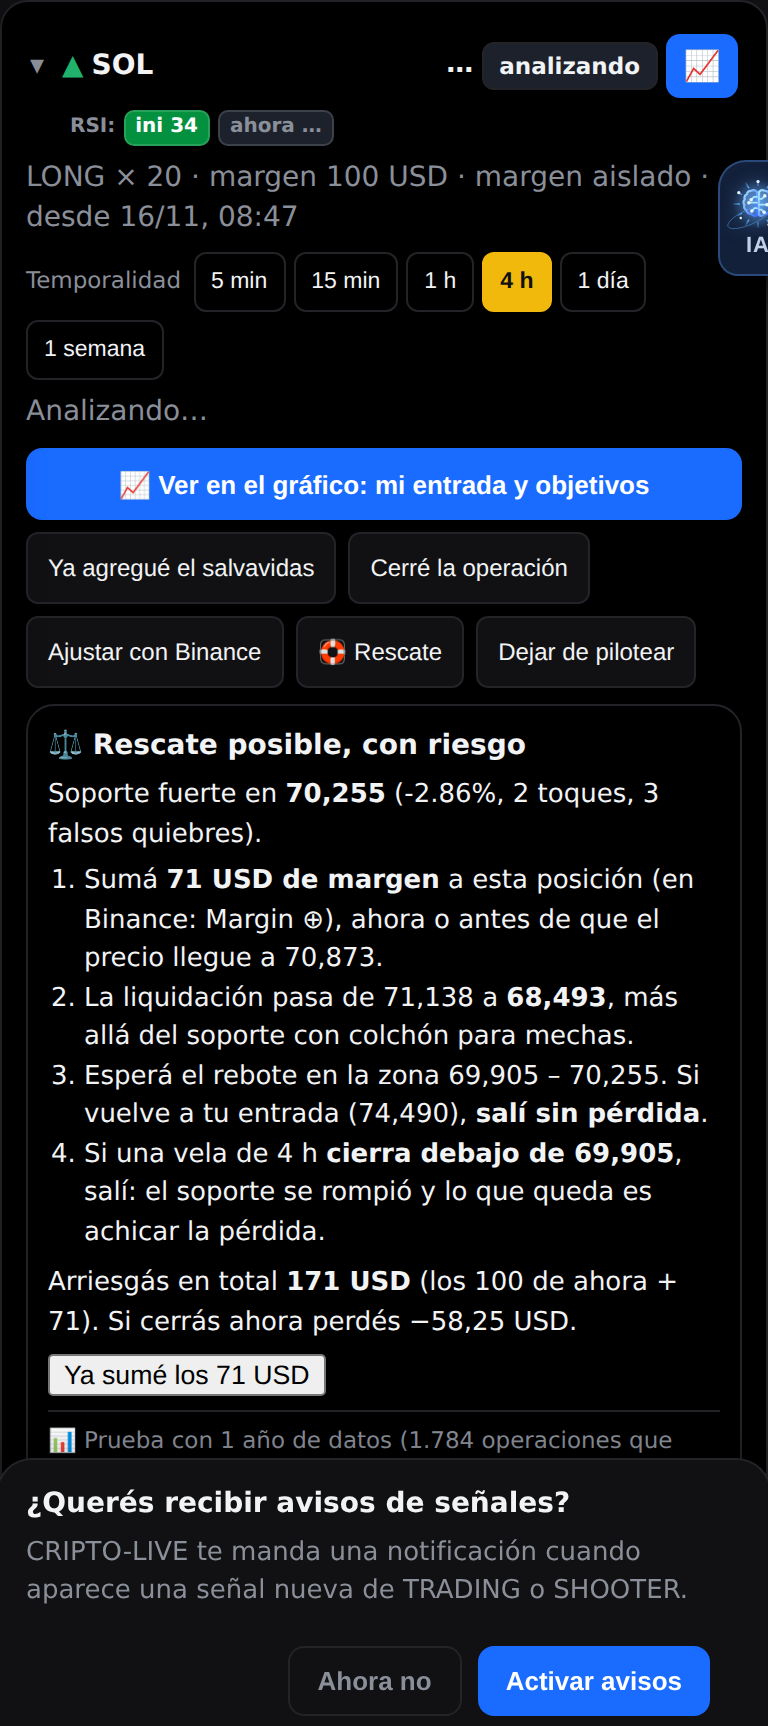 ▼ ▲ SOL ... analizando
RSI: ini 34 ahora ...
LONG × 20 · margen 100 USD · margen aislado ·
desde 16/11, 08:47
IA
Temporalidad 5 min 15 min 1 h 4 h 1 día
1 semana
Analizando...
📈 Ver en el gráfico: mi entrada y objetivos
Ya agregué el salvavidas Cerré la operación
Ajustar con Binance 🛟 Rescate Dejar de pilotear
⚖️ Rescate posible, con riesgo
Soporte fuerte en 70,255 (-2.86%, 2 toques, 3
falsos quiebres).
1. Sumá 71 USD de margen a esta posición (en
Binance: Margin ⊕), ahora o antes de que el
precio llegue a 70,873.
2. La liquidación pasa de 71,138 a 68,493, más
allá del soporte con colchón para mechas.
3. Esperá el rebote en la zona 69,905 – 70,255. Si
vuelve a tu entrada (74,490), salí sin pérdida.
4. Si una vela de 4 h cierra debajo de 69,905,
salí: el soporte se rompió y lo que queda es
achicar la pérdida.
Arriesgás en total 171 USD (los 100 de ahora +
71). Si cerrás ahora perdés −58,25 USD.
Ya sumé los 71 USD
📊 Prueba con 1 año de datos (1.784 operaciones que
¿Querés recibir avisos de señales?
CRIPTO-LIVE te manda una notificación cuando
aparece una señal nueva de TRADING o SHOOTER.
Ahora no Activar avisos